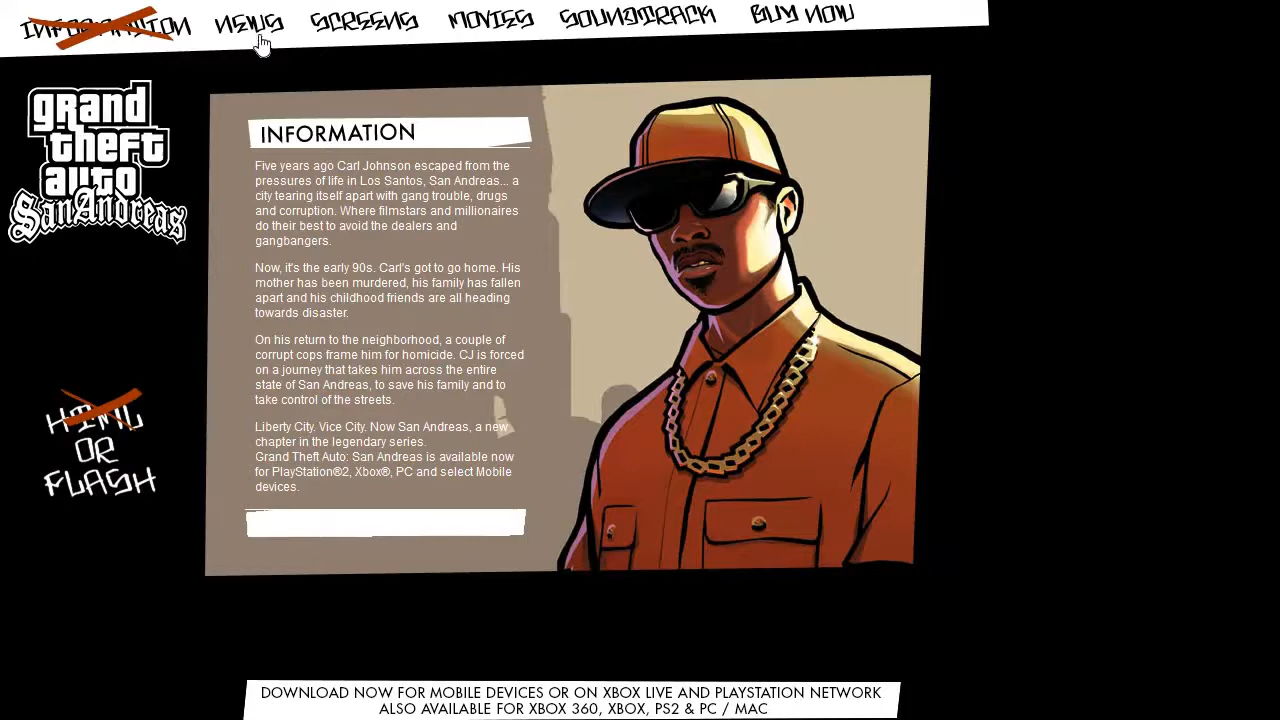 INFORMATION NEWS SCREENS MOVIES SOUNDTRACK BUY NOW
grand
theft
auto
San Andreas
INFORMATION
Five years ago Carl Johnson escaped from the
pressures of life in Los Santos, San Andreas... a
city tearing itself apart with gang trouble, drugs
and corruption. Where filmstars and millionaires
do their best to avoid the dealers and
gangbangers.
Now, it's the early 90s. Carl's got to go home. His
mother has been murdered, his family has fallen
apart and his childhood friends are all heading
towards disaster.
On his return to the neighborhood, a couple of
corrupt cops frame him for homicide. CJ is forced
on a journey that takes him across the entire
state of San Andreas, to save his family and to
take control of the streets.
Liberty City. Vice City. Now San Andreas, a new
chapter in the legendary series.
Grand Theft Auto: San Andreas is available now
for PlayStation®2, Xbox®, PC and select Mobile
devices.
HTML
OR
FLASH
DOWNLOAD NOW FOR MOBILE DEVICES OR ON XBOX LIVE AND PLAYSTATION NETWORK
ALSO AVAILABLE FOR XBOX 360, XBOX, PS2 & PC / MAC